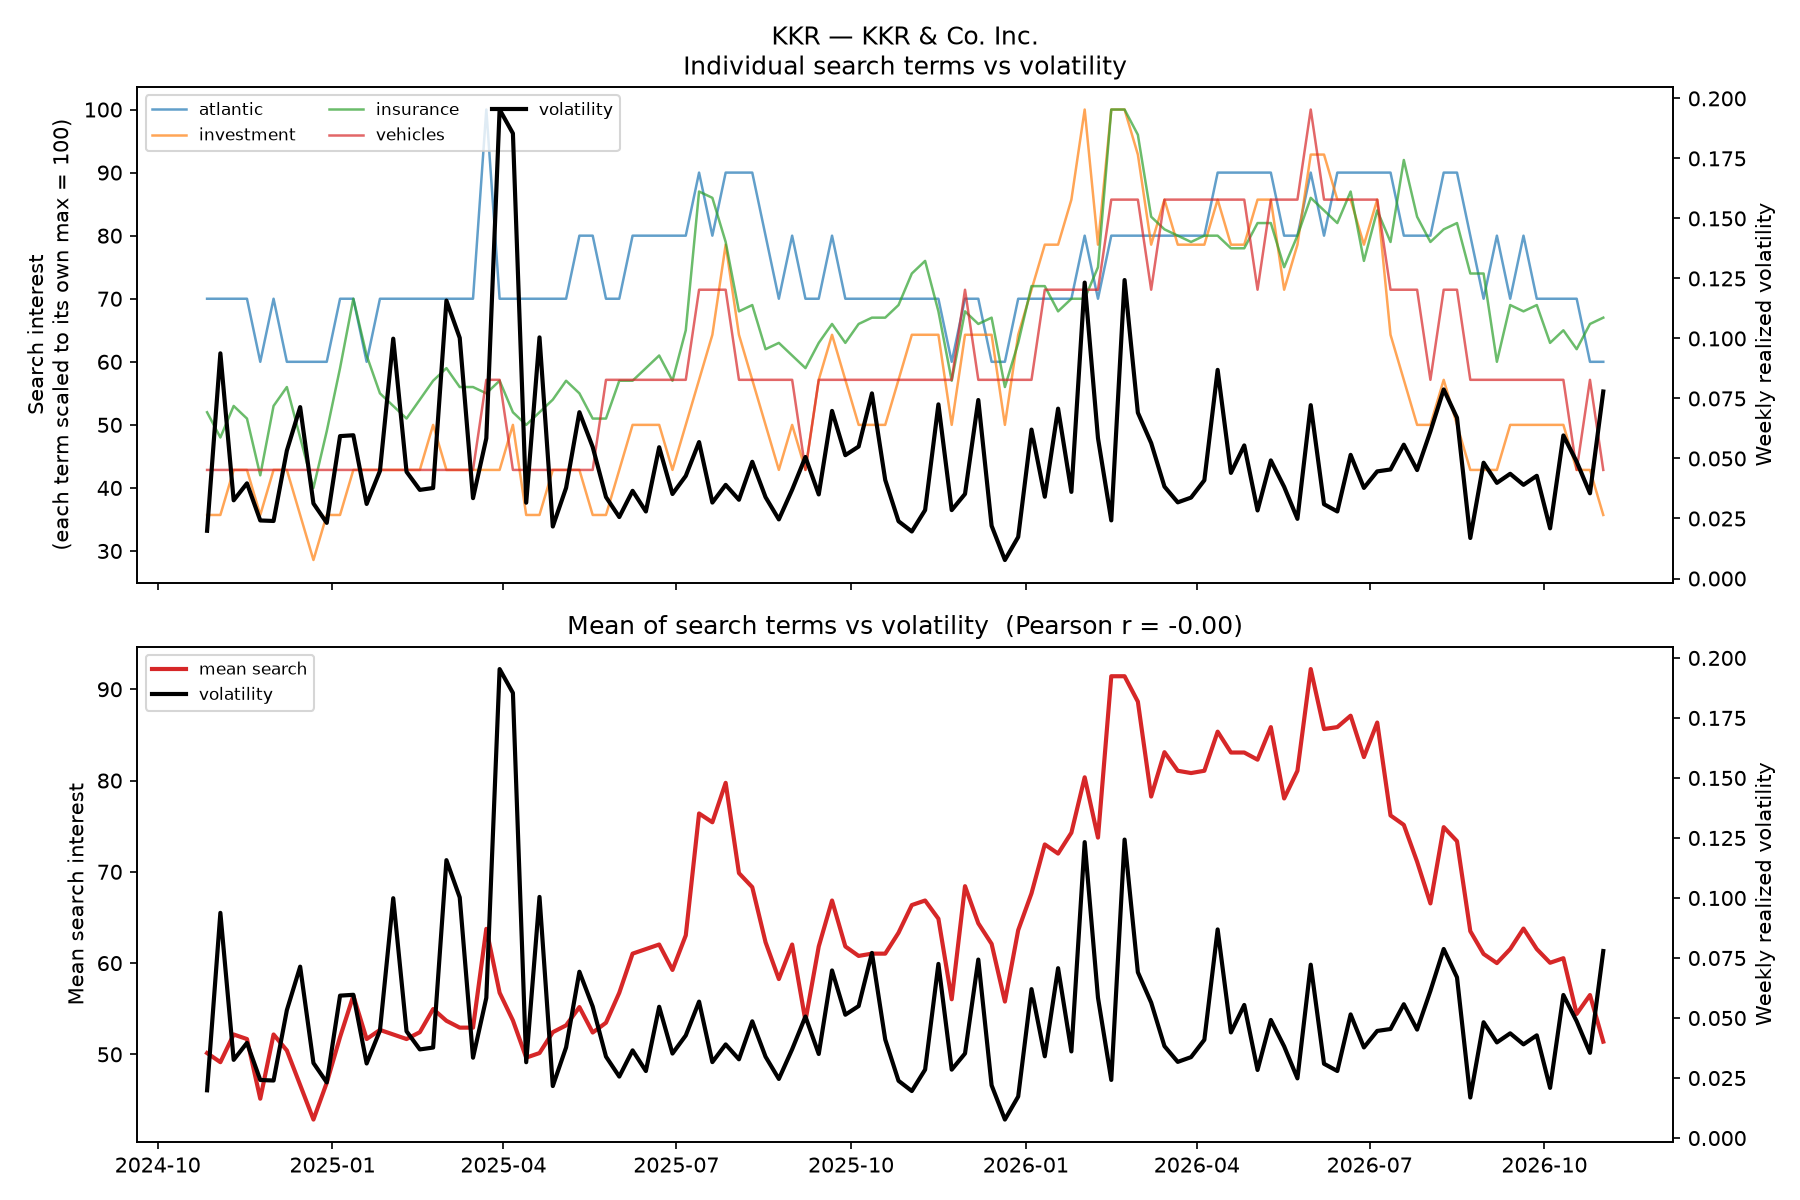 KKR — KKR & Co. Inc.
Individual search terms vs volatility
atlantic
investment
insurance
vehicles
volatility
Search interest
(each term scaled to its own max = 100)
100
90
80
70
60
50
40
30
0.200
0.175
0.150
0.125
0.100
0.075
0.050
0.025
0.000
Weekly realized volatility
Mean of search terms vs volatility  (Pearson r = -0.00)
mean search
volatility
Mean search interest
90
80
70
60
50
0.200
0.175
0.150
0.125
0.100
0.075
0.050
0.025
0.000
Weekly realized volatility
2024-10
2025-01
2025-04
2025-07
2025-10
2026-01
2026-04
2026-07
2026-10